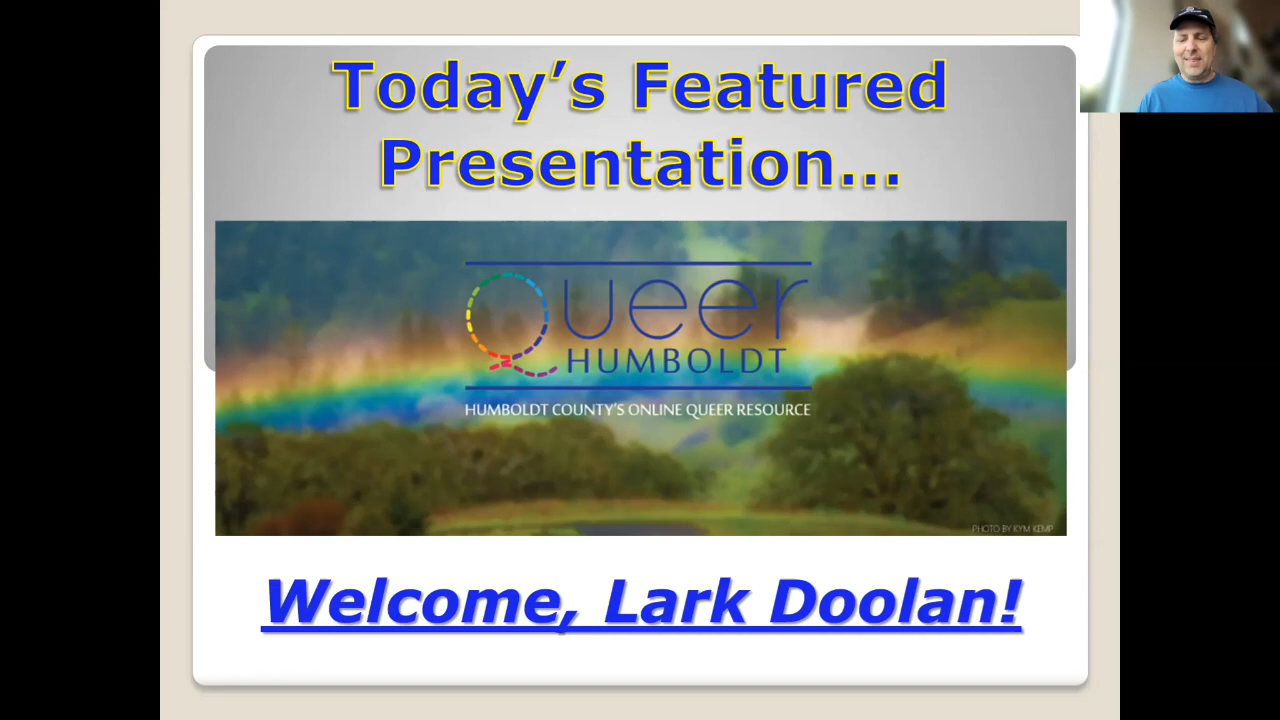 Today’s Featured
Presentation…
Queer
HUMBOLDT
HUMBOLDT COUNTY'S ONLINE QUEER RESOURCE
PHOTO BY KYM KEMP
Welcome, Lark Doolan!